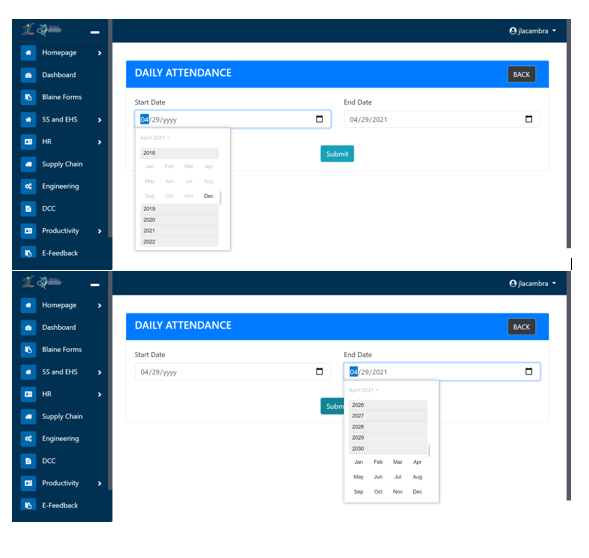 jlacambra
Homepage
Dashboard
DAILY ATTENDANCE
BACK
Blaine Forms
Start Date
End Date
5S and EHS
04/29/yyyy
04/29/2021
April 2021
HR
2018
Submit
Jan Feb Mar Apr
Supply Chain
May Jun Jul Aug
Engineering
Sep Oct Nov Dec
2019
DCC
2020
Productivity
2021
2022
E-Feedback
jlacambra
Homepage
Dashboard
DAILY ATTENDANCE
BACK
Blaine Forms
Start Date
End Date
5S and EHS
04/29/yyyy
04/29/2021
HR
April 2021
2026
Subm
Supply Chain
2027
2028
Engineering
2029
2030
DCC
Jan Feb Mar Apr
Productivity
May Jun Jul Aug
Sep Oct Nov Dec
E-Feedback